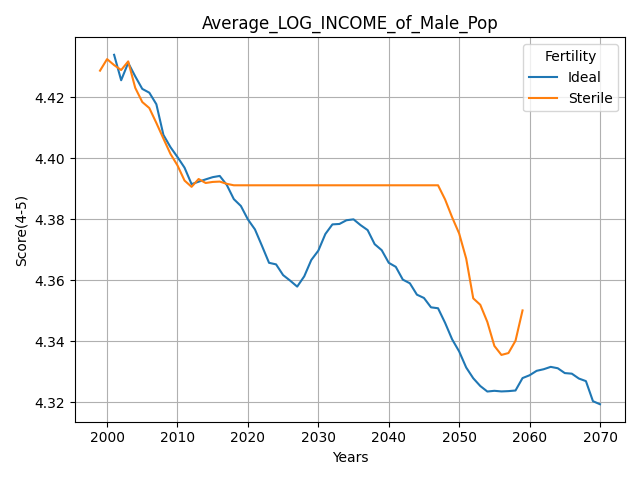 Average_LOG_INCOME_of_Male_Pop
Fertility
Ideal
Sterile
Score(4-5)
4.42
4.40
4.38
4.36
4.34
4.32
2000 2010 2020 2030 2040 2050 2060 2070
Years